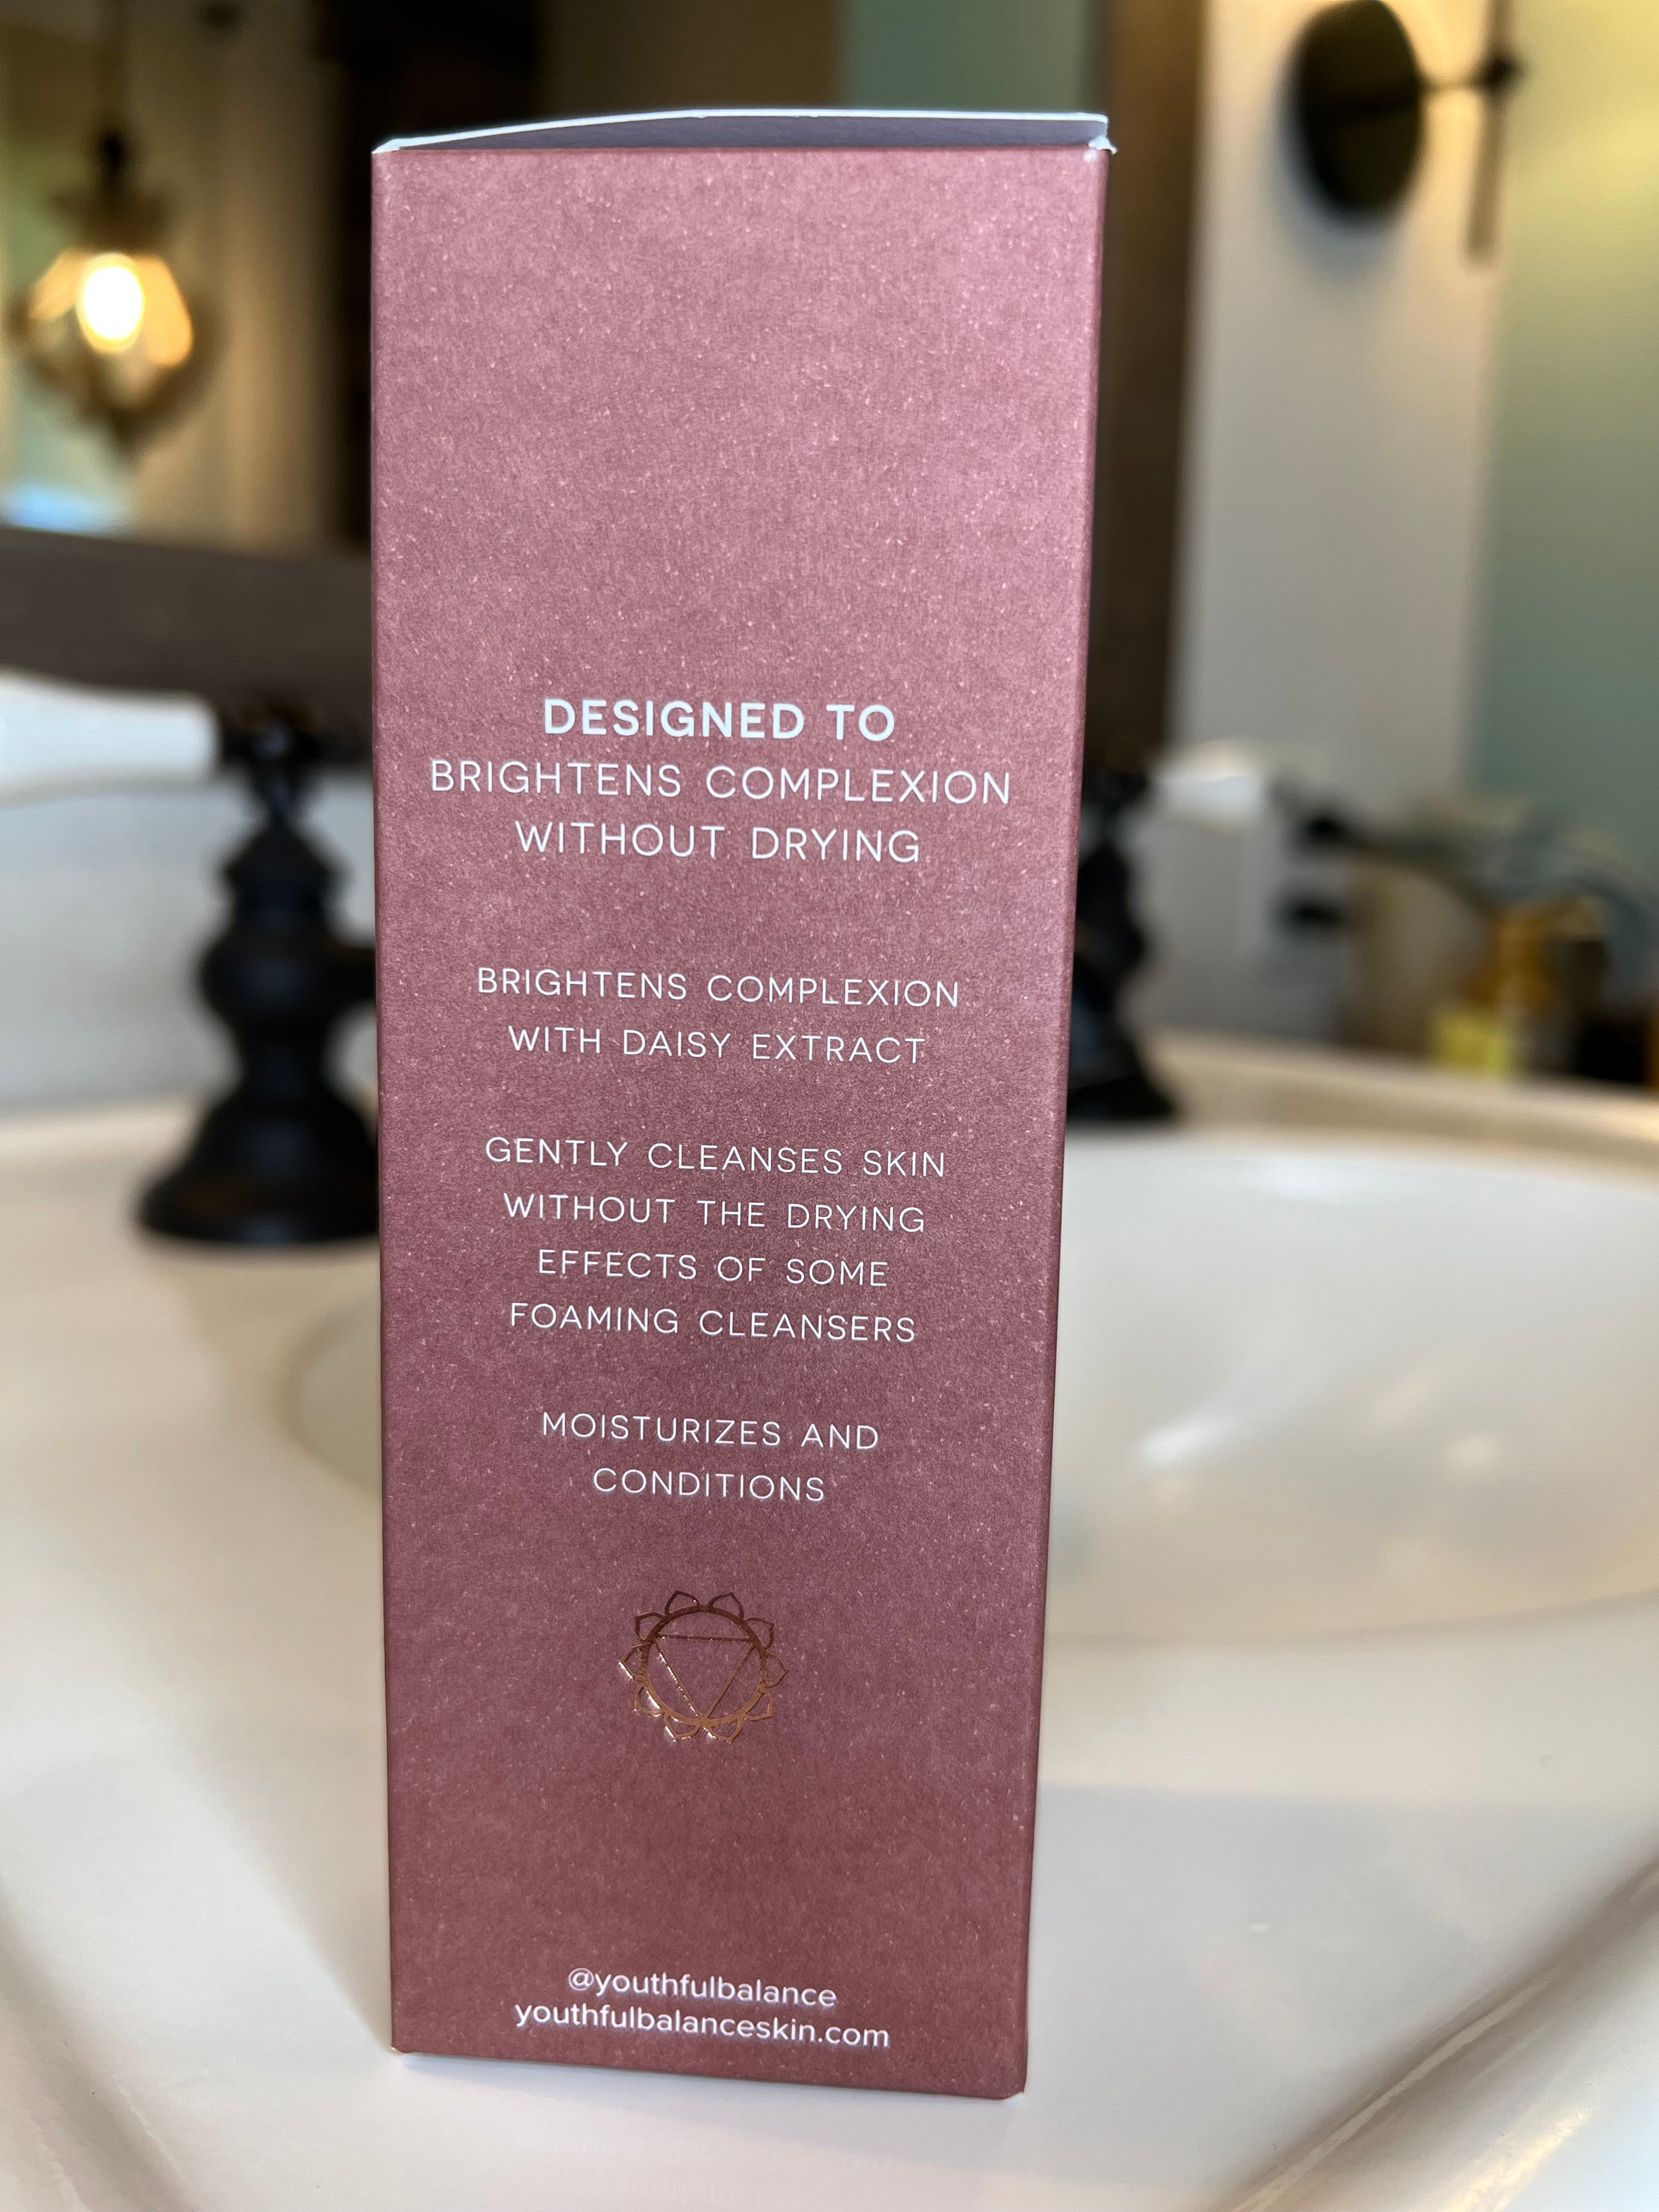 DESIGNED TO
BRIGHTENS COMPLEXION
WITHOUT DRYING
BRIGHTENS COMPLEXION
WITH DAISY EXTRACT
GENTLY CLEANSES SKIN
WITHOUT THE DRYING
EFFECTS OF SOME
FOAMING CLEANSERS
MOISTURIZES AND
CONDITIONS
@youthfulbalance
youthfulbalanceskin.com